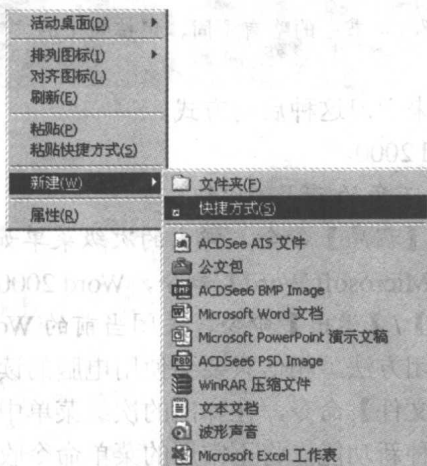 活动桌面(D)
排列图标(I)
对齐图标(L)
刷新(E)
粘贴(P)
粘贴快捷方式(S)
新建(W)
属性(R)
文件夹(F)
快捷方式(S)
ACDSee AIS 文件
公文包
ACDSee6 BMP Image
Microsoft Word 文档
Microsoft PowerPoint 演示文稿
ACDSee6 PSD Image
WinRAR 压缩文件
文本文档
波形声音
Microsoft Excel 工作表